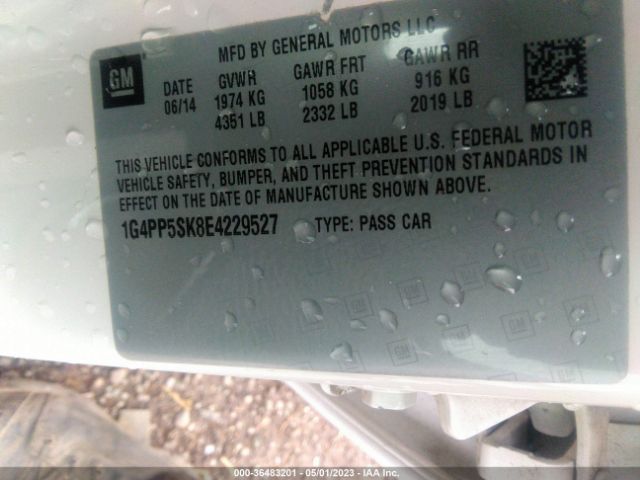 MFD BY GENERAL MOTORS LLC
GM
DATE GVWR GAWR FRT GAWR RR
06/14 1974 KG 1058 KG 916 KG
4351 LB 2332 LB 2019 LB
THIS VEHICLE CONFORMS TO ALL APPLICABLE U.S. FEDERAL MOTOR
VEHICLE SAFETY, BUMPER, AND THEFT PREVENTION STANDARDS IN
EFFECT ON THE DATE OF MANUFACTURE SHOWN ABOVE.
1G4PP5SK8E4229527 TYPE: PASS CAR
GM
GM
GM
000-36483201 - 05/01/2023 - IAA Inc.